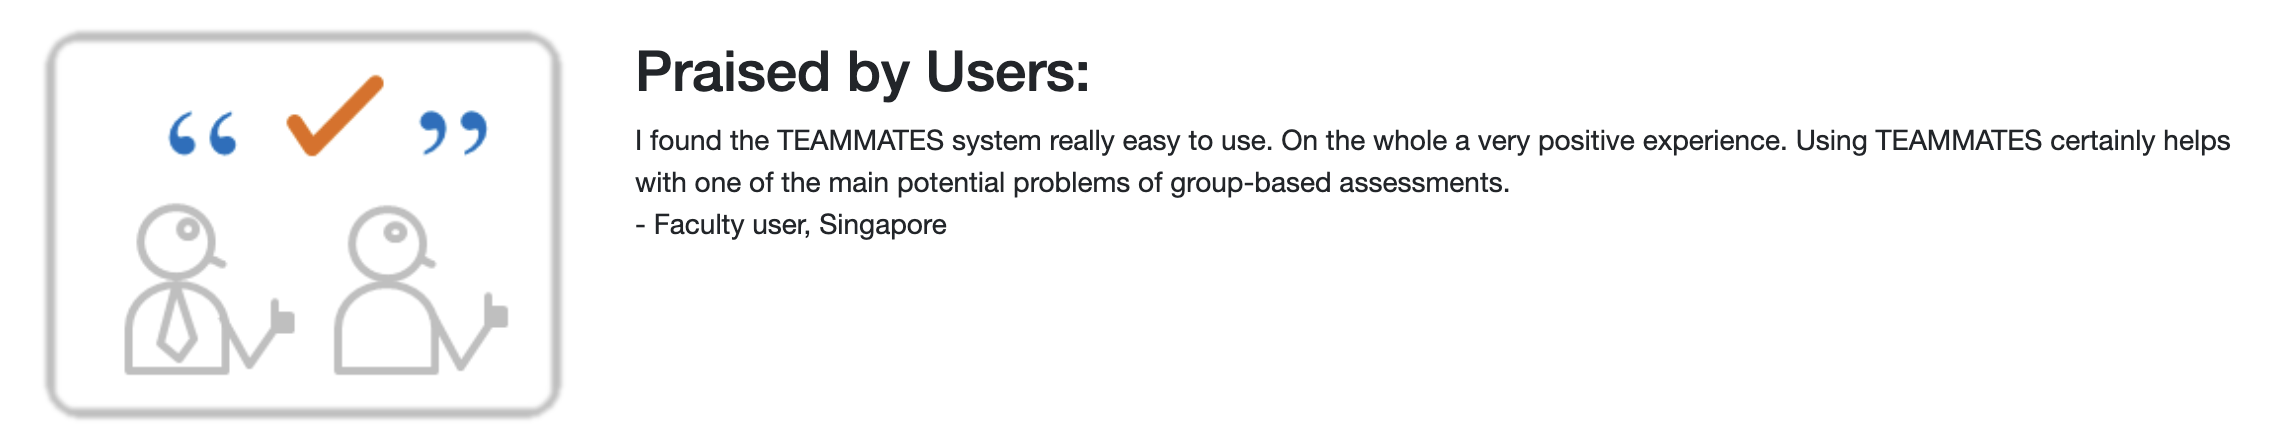 “ ”
Praised by Users:
I found the TEAMMATES system really easy to use. On the whole a very positive experience. Using TEAMMATES certainly helps
with one of the main potential problems of group-based assessments.
- Faculty user, Singapore